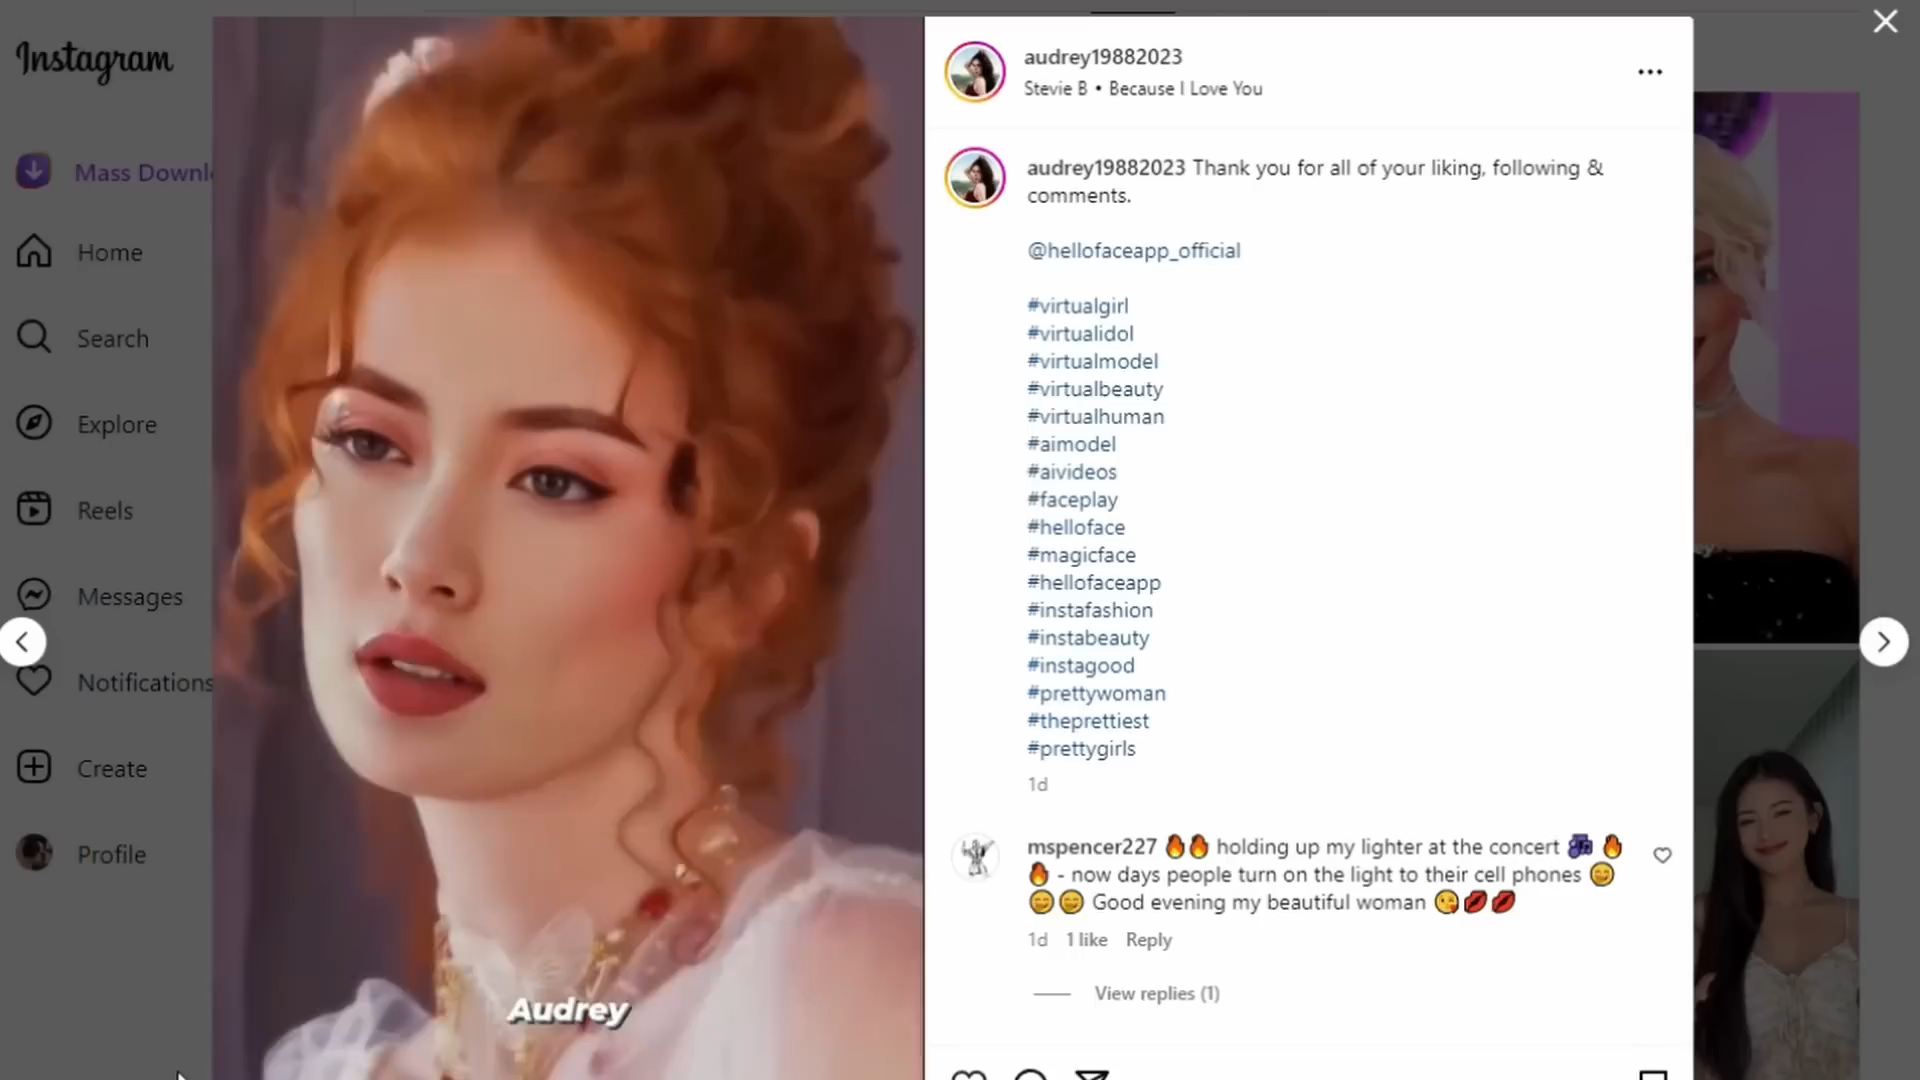 Instagram
Mass Downl
Home
Search
Explore
Reels
Messages
Notifications
Create
Profile
Audrey
audrey19882023
Stevie B • Because I Love You
audrey19882023 Thank you for all of your liking, following &
comments.
@hellofaceapp_official
#virtualgirl
#virtualidol
#virtualmodel
#virtualbeauty
#virtualhuman
#aimodel
#aivideos
#faceplay
#helloface
#magicface
#hellofaceapp
#instafashion
#instabeauty
#instagood
#prettywoman
#theprettiest
#prettygirls
1d
mspencer227 🔥🔥 holding up my lighter at the concert 🎆 🔥
🔥 - now days people turn on the light to their cell phones 😁
😁😁 Good evening my beautiful woman 😘💋💋
1d 1 like Reply
View replies (1)